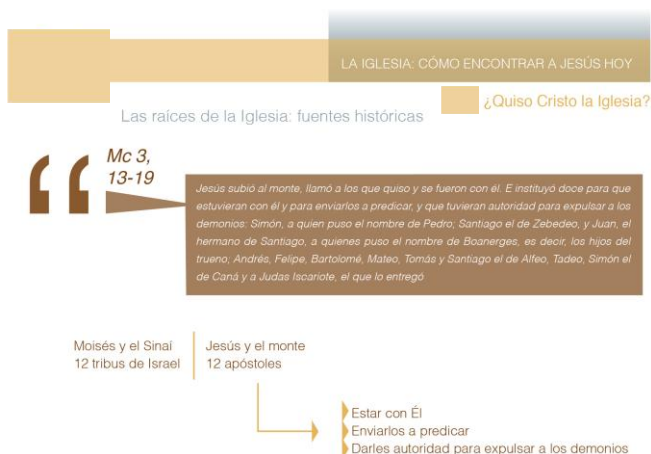 LA IGLESIA: CÓMO ENCONTRAR A JESÚS HOY
¿Quiso Cristo la Iglesia?
Las raíces de la Iglesia: fuentes históricas
“
Mc 3,
13-19
Jesús subió al monte, llamó a los que quiso y se fueron con él. E instituyó doce para que
estuvieran con él y para enviarlos a predicar, y que tuvieran autoridad para expulsar a los
demonios: Simón, a quien puso el nombre de Pedro; Santiago el de Zebedeo, y Juan, el
hermano de Santiago, a quienes puso el nombre de Boanerges, es decir, los hijos del
trueno; Andrés, Felipe, Bartolomé, Mateo, Tomás y Santiago el de Alfeo, Tadeo, Simón el
de Caná y a Judas Iscariote, el que lo entregó
Moisés y el Sinaí
12 tribus de Israel
Jesús y el monte
12 apóstoles
Estar con Él
Enviarlos a predicar
Darles autoridad para expulsar a los demonios